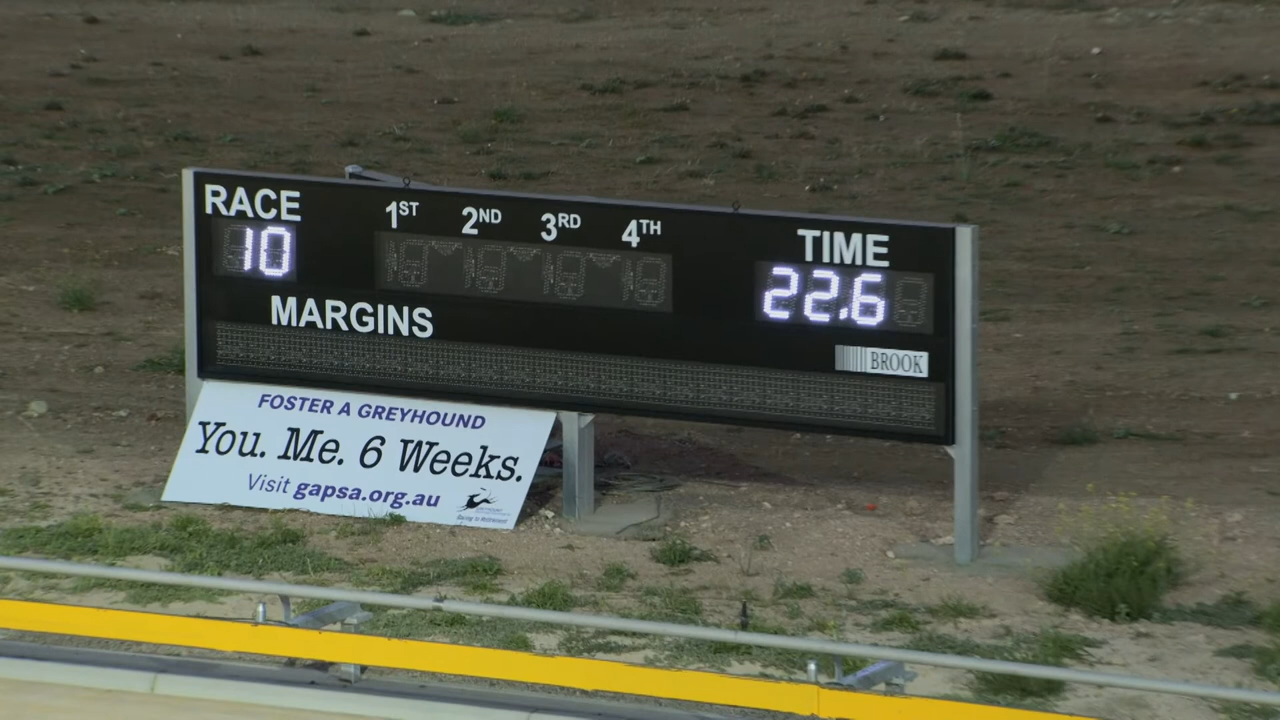 RACE
1ST 2ND 3RD 4TH
TIME
10
22.6
MARGINS
BROOK
FOSTER A GREYHOUND
You. Me. 6 Weeks.
Visit gapsa.org.au